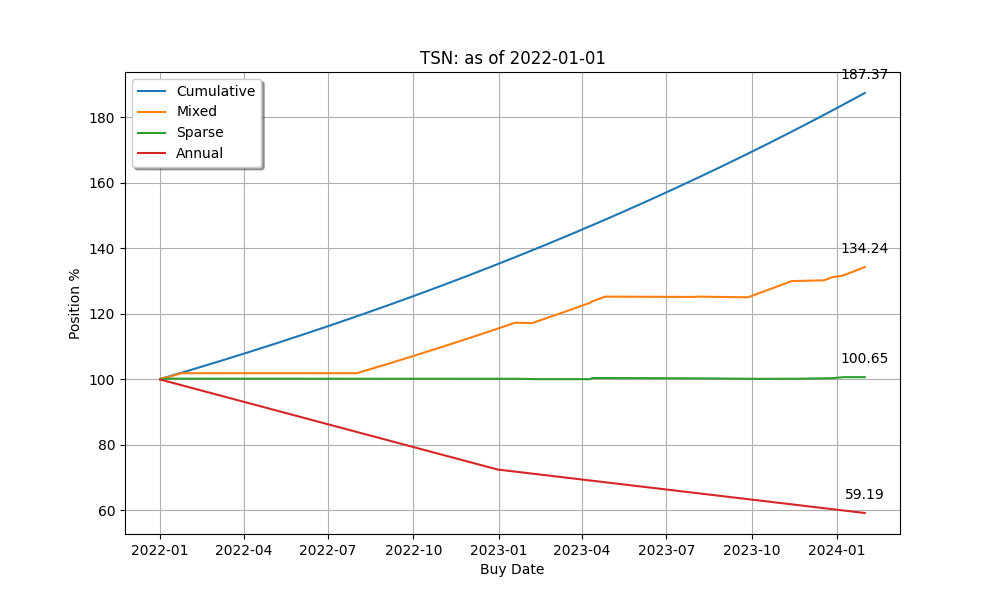 TSN: as of 2022-01-01
187.37
Cumulative
Mixed
Sparse
Annual
180
160
140
120
100
80
60
134.24
100.65
59.19
Position %
2022-01 2022-04 2022-07 2022-10 2023-01 2023-04 2023-07 2023-10 2024-01
Buy Date